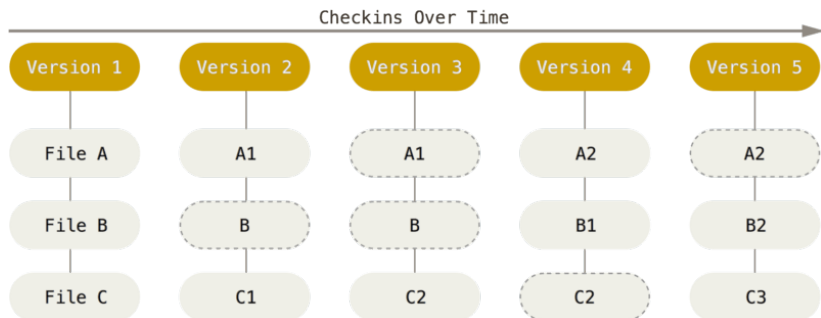 Checkins Over Time
Version 1 Version 2 Version 3 Version 4 Version 5
File A A1 A1 A2 A2
File B B B B1 B2
File C C1 C2 C2 C3